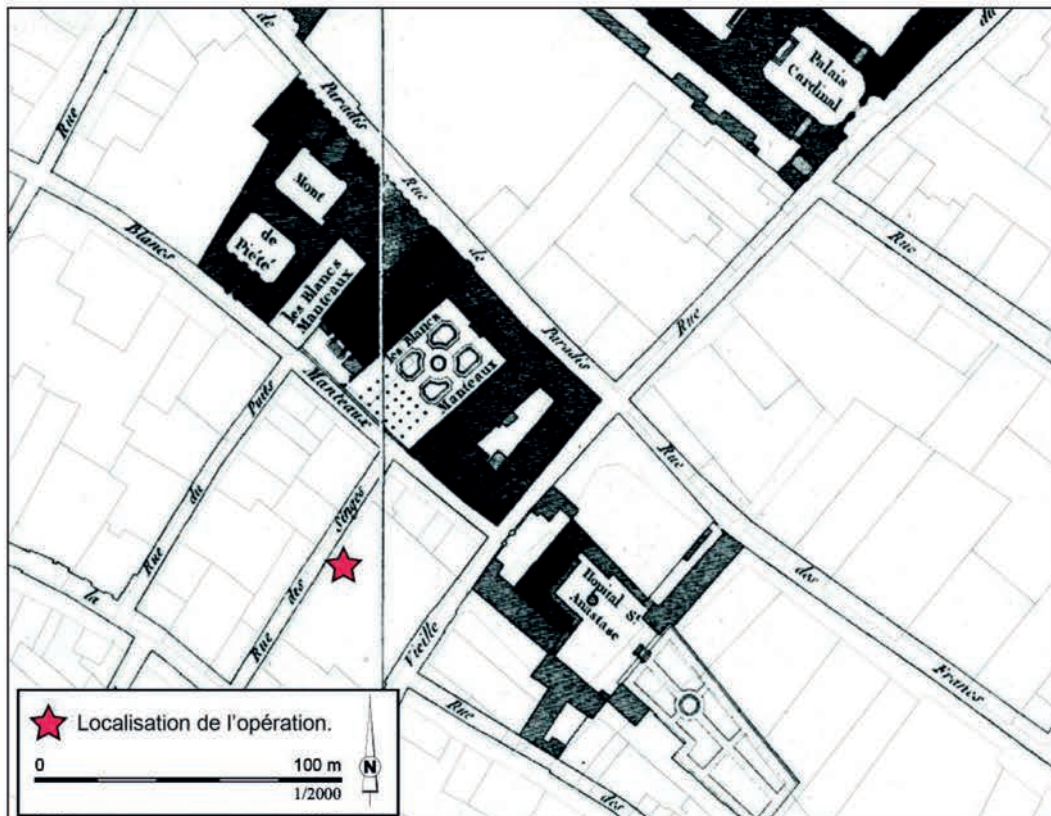 de
Paradis
Rue
de
Paradis
Rue
des
Francs
du
Palais
Cardinal
Rue
Rue
Rue
Mont
de
Piété
les Blancs
Manteaux
les Blancs
Manteaux
Blancs
Manteaux
Rue
du
Puits
Rue
des
Singes
la
Vieille
Hopital St
Anastase
Rue
des
Localisation de l'opération.
0 100 m
1/2000
N